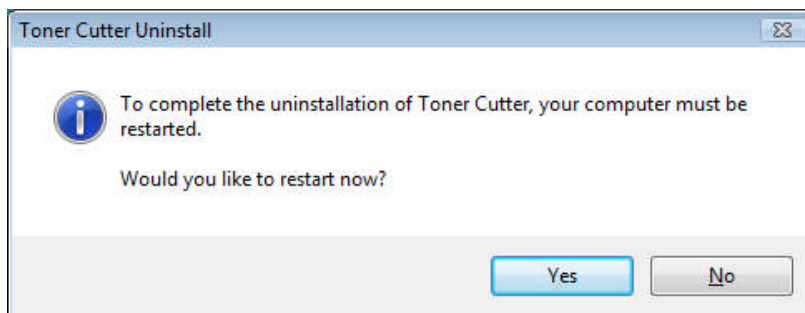 Toner Cutter Uninstall
To complete the uninstallation of Toner Cutter, your computer must be
restarted.
Would you like to restart now?
Yes
No